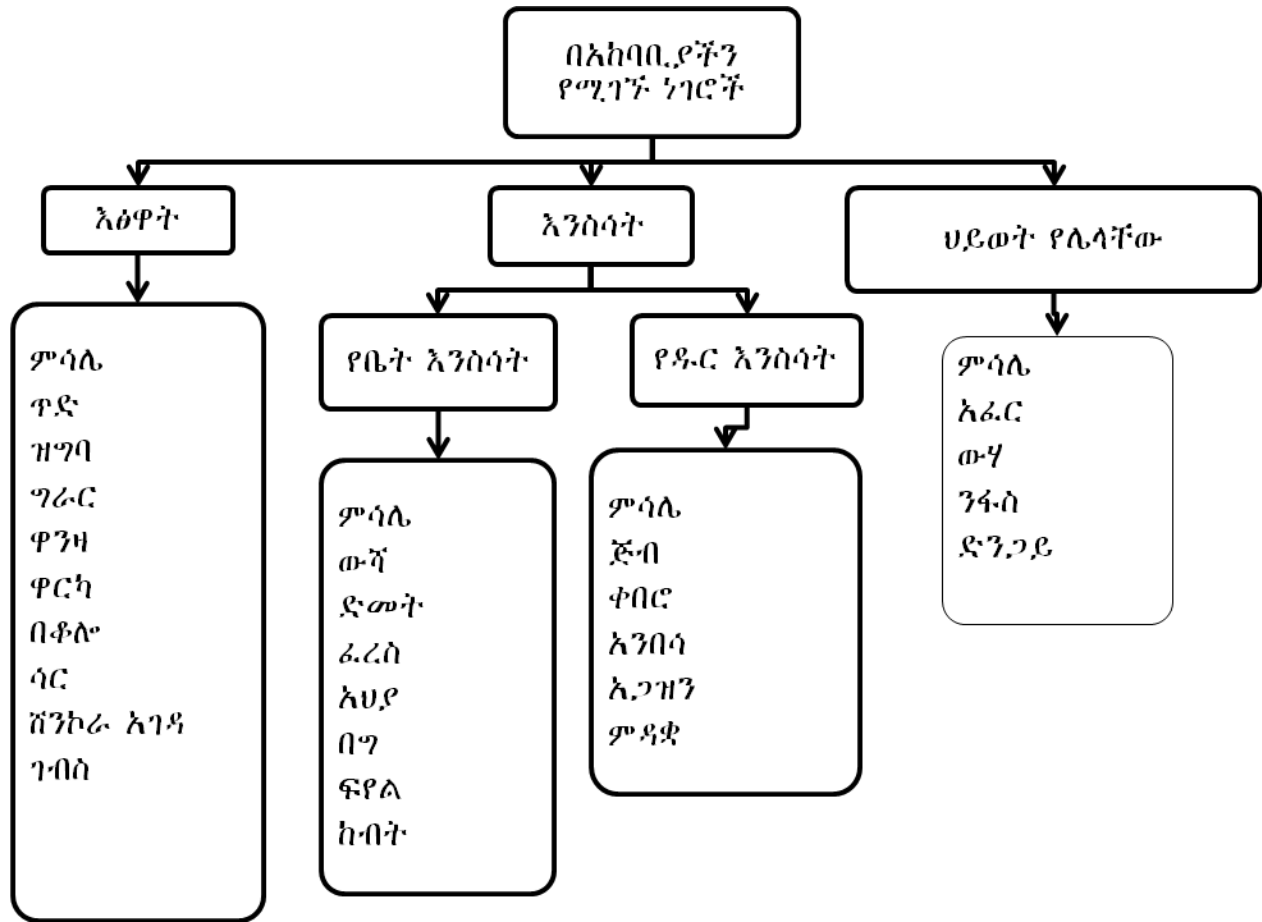 በአከባቢያችን
የሚገኙ ነገሮች
እፅዋት
እንስሳት
ህይወት የሌላቸው
ምሳሌ
ጥድ
ዝግባ
ግራር
ዋንዛ
ዋርካ
በቆሎ
ሳር
ሸንኮራ አገዳ
ገብስ
የቤት እንስሳት
የዱር እንስሳት
ምሳሌ
ውሻ
ድመት
ፈረስ
አህያ
በግ
ፍየል
ከብት
ምሳሌ
ጅብ
ቀበሮ
አንበሳ
አጋዝን
ምዳቋ
ምሳሌ
አፈር
ውሃ
ንፋስ
ድንጋይ